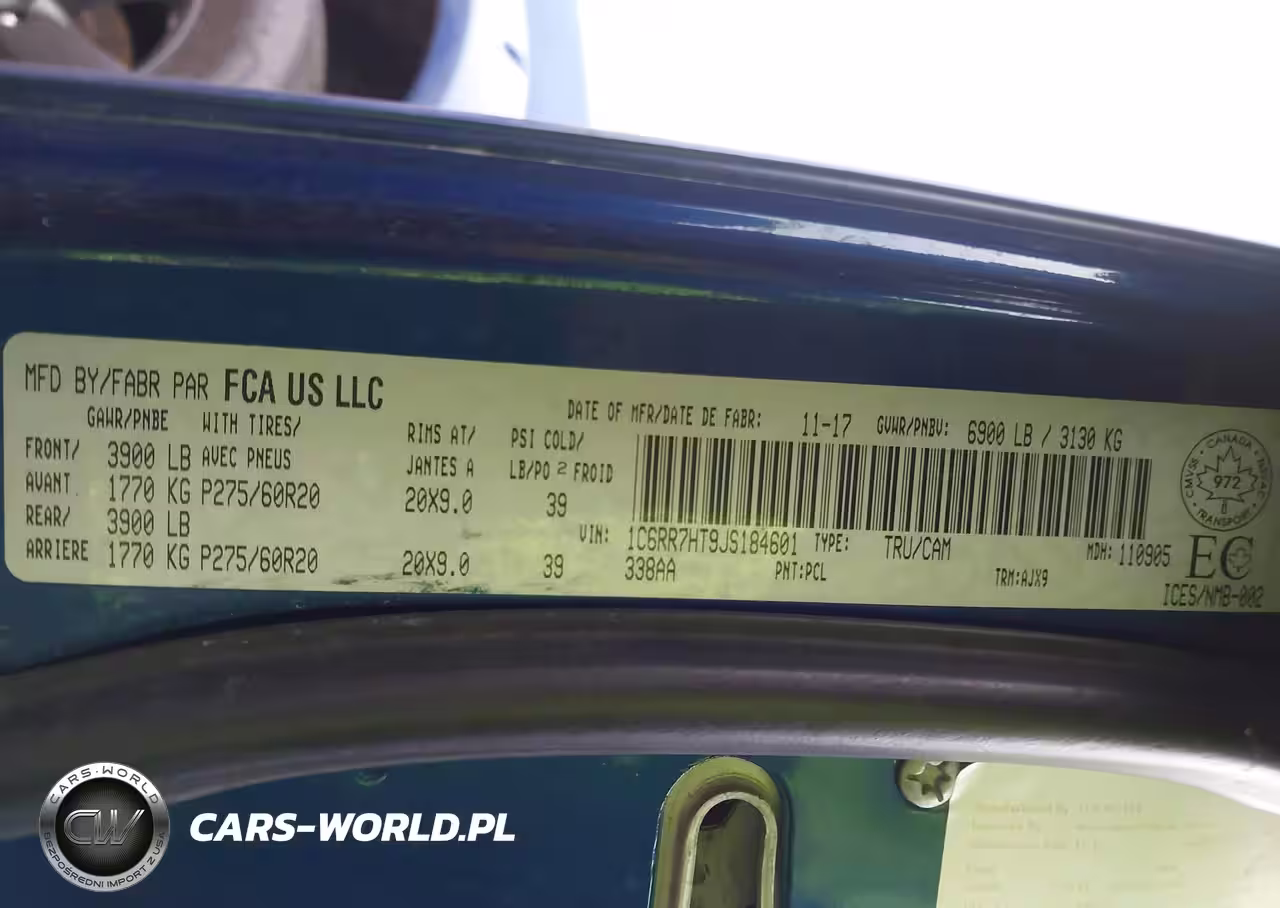 MFD BY/FABR PAR FCA US LLC
DATE OF MFR/DATE DE FABR: 11-17 GVWR/PNBV: 6900 LB / 3130 KG
GAWR/PNBE WITH TIRES/ RIMS AT/ PSI COLD/
FRONT/ 3900 LB AVEC PNEUS JANTES A LB/PO 2 FROID
AVANT 1770 KG P275/60R20 20X9.0 39
REAR/ 3900 LB
ARRIERE 1770 KG P275/60R20 20X9.0 39
VIN: 1C6RR7HT9JS184601 TYPE: TRU/CAM MDH: 110905
338AA PNT:PCL TRM:AJX9
CANADA
CMVSS NSVAC
972
TRANSPORT
EC
ICES/NMB-002
CARS-WORLD
CW
BEZPOŚREDNI IMPORT Z USA
CARS-WORLD.PL